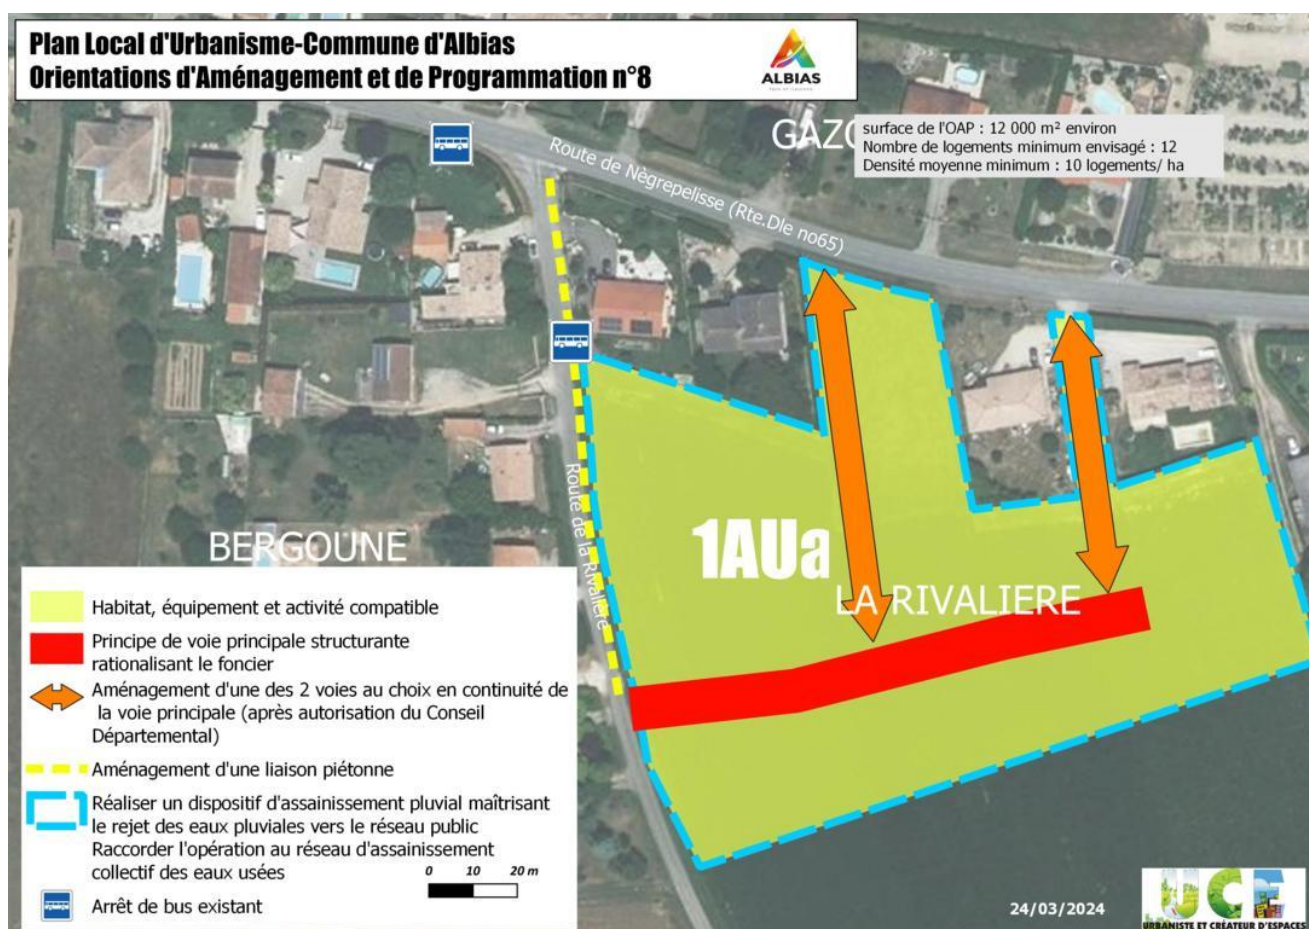 Plan Local d'Urbanisme-Commune d'Albias
Orientations d'Aménagement et de Programmation n°8
ALBIAS
GAZO
surface de l'OAP : 12 000 m² environ
Nombre de logements minimum envisagé : 12
Densité moyenne minimum : 10 logements/ ha
Route de Nègrepelisse (Rte.Dle no65)
Route de la Rivalière
BERGOUNE
1AUa
LA RIVALIERE
Habitat, équipement et activité compatible
Principe de voie principale structurante
rationalisant le foncier
Aménagement d'une des 2 voies au choix en continuité de
la voie principale (après autorisation du Conseil
Départemental)
Aménagement d'une liaison piétonne
Réaliser un dispositif d'assainissement pluvial maîtrisant
le rejet des eaux pluviales vers le réseau public
Raccorder l'opération au réseau d'assainissement
collectif des eaux usées
0 10 20 m
Arrêt de bus existant
24/03/2024
UCE
URBANISTE ET CRÉATEUR D'ESPACES